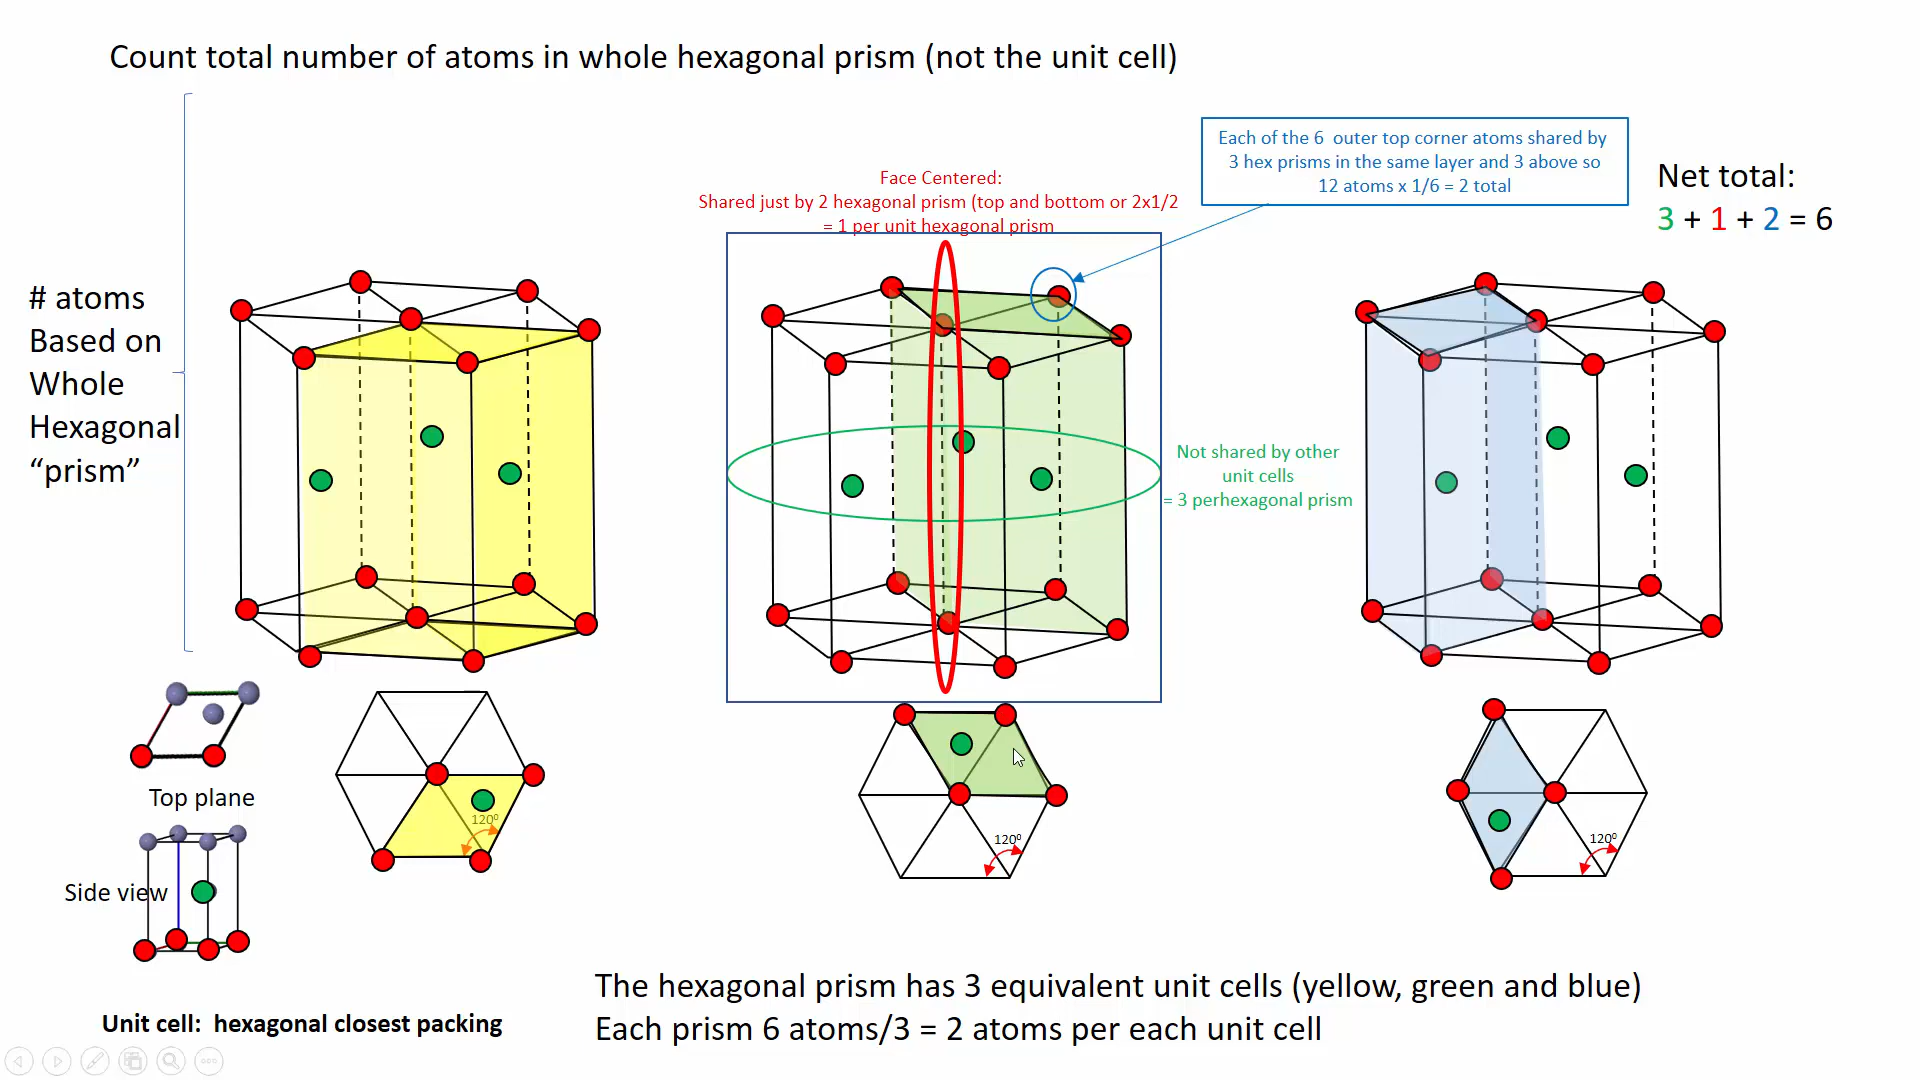 Count total number of atoms in whole hexagonal prism (not the unit cell)
Each of the 6 outer top corner atoms shared by
3 hex prisms in the same layer and 3 above so
12 atoms x 1/6 = 2 total
Net total:
3 + 1 + 2 = 6
Face Centered:
Shared just by 2 hexagonal prism (top and bottom or 2x1/2
= 1 per unit hexagonal prism
# atoms
Based on
Whole
Hexagonal
“prism”
Not shared by other
unit cells
= 3 perhexagonal prism
Top plane
120⁰
120⁰
120⁰
Side view
The hexagonal prism has 3 equivalent unit cells (yellow, green and blue)
Each prism 6 atoms/3 = 2 atoms per each unit cell
Unit cell: hexagonal closest packing